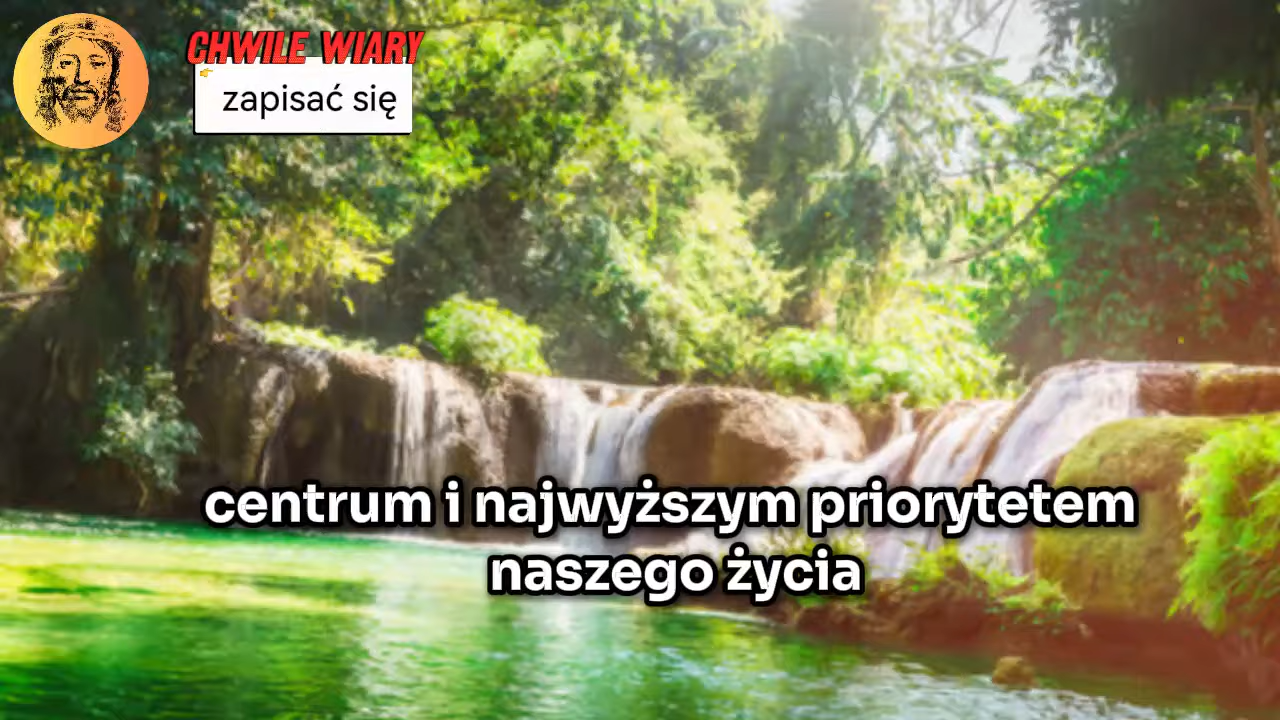 CHWILE WIARY
zapisać się
centrum i najwyższym priorytetem
naszego życia